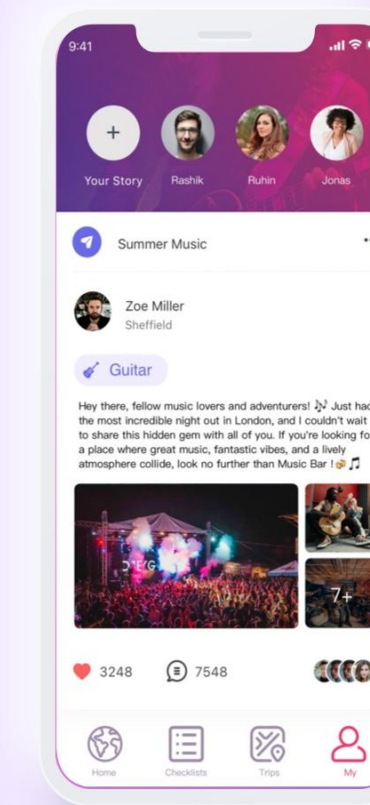 9:41
+
Your Story Rashik Ruhin Jonas
Summer Music
Zoe Miller
Sheffield
Guitar
Hey there, fellow music lovers and adventurers! 🎶 Just had
the most incredible night out in London, and I couldn't wait
to share this hidden gem with all of you. If you're looking fo
a place where great music, fantastic vibes, and a lively
atmosphere collide, look no further than Music Bar ! 🎺🎵
7+
3248 7548
Home Checklists Trips My